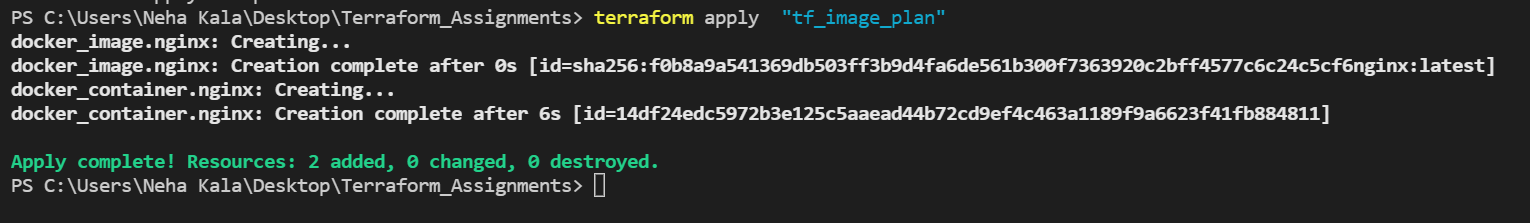 PS C:\Users\Neha Kala\Desktop\Terraform_Assignments> terraform apply  "tf_image_plan"
docker_image.nginx: Creating...
docker_image.nginx: Creation complete after 0s [id=sha256:f0b8a9a541369db503ff3b9d4fa6de561b300f7363920c2bff4577c6c24c5cf6nginx:latest]
docker_container.nginx: Creating...
docker_container.nginx: Creation complete after 6s [id=14df24edc5972b3e125c5aaead44b72cd9ef4c463a1189f9a6623f41fb884811]
Apply complete! Resources: 2 added, 0 changed, 0 destroyed.
PS C:\Users\Neha Kala\Desktop\Terraform_Assignments>